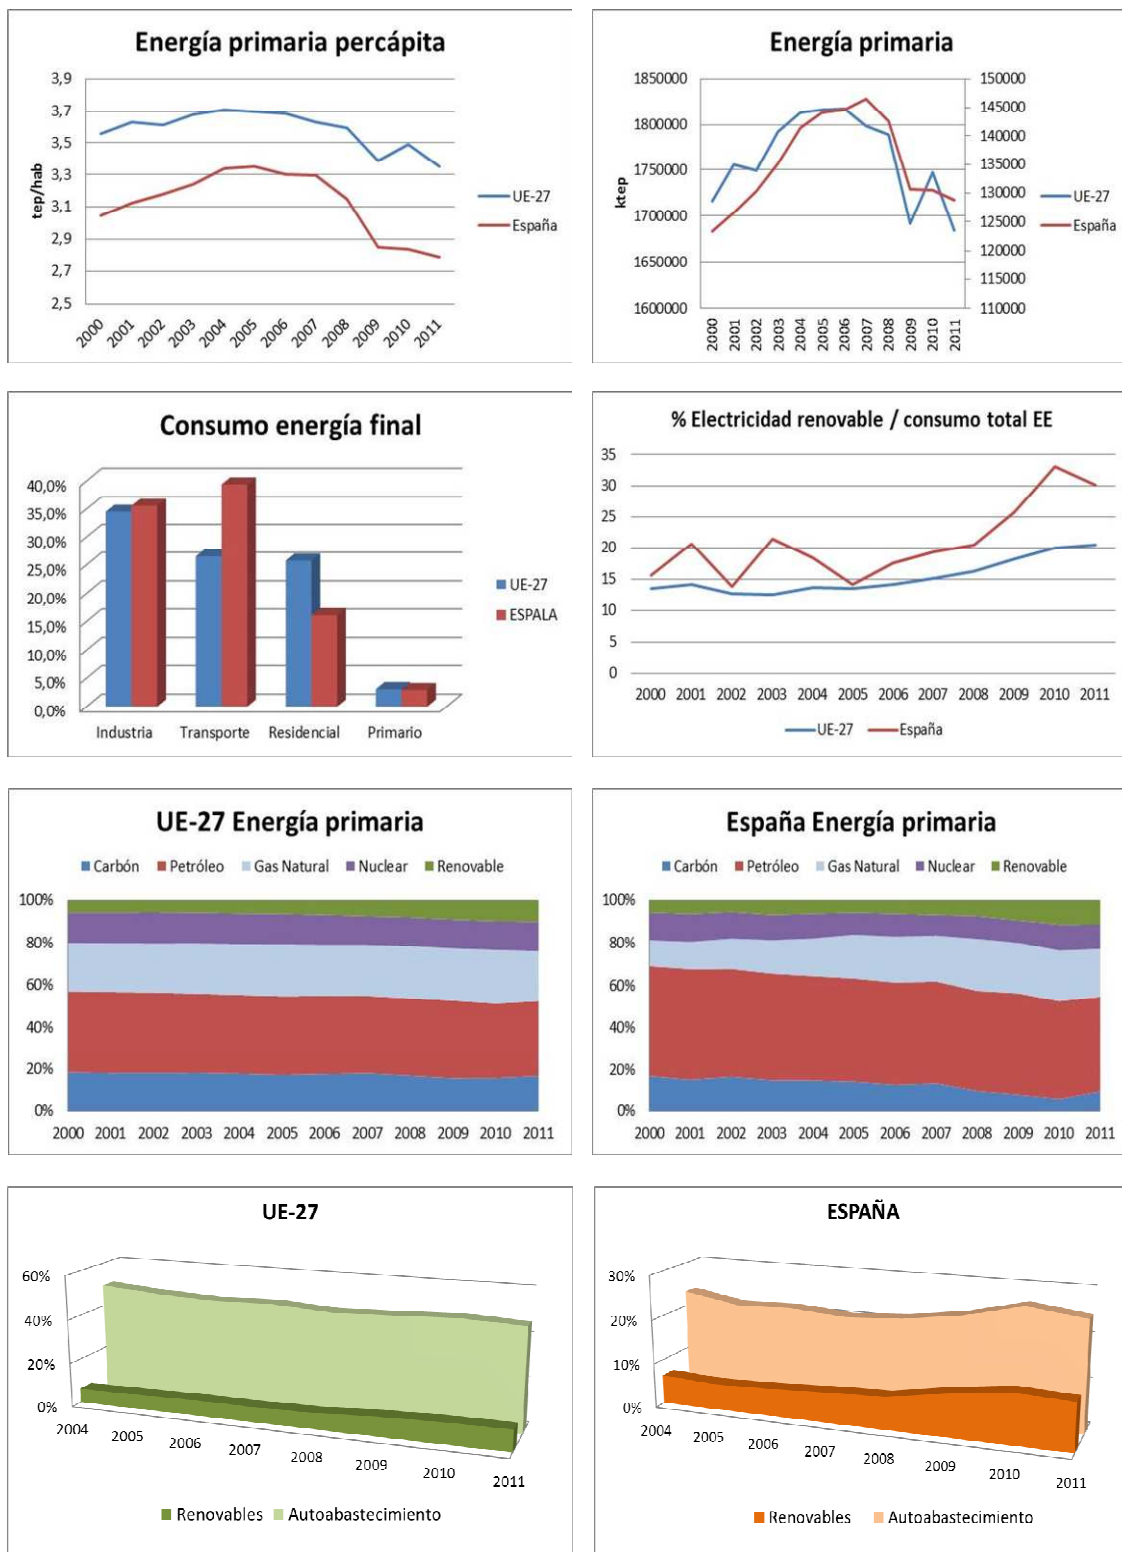 Energía primaria percápita
3,9
3,7
3,5
3,3
3,1
2,9
2,7
2,5
tep/hab
2000 2001 2002 2003 2004 2005 2006 2007 2008 2009 2010 2011
UE-27
España
Energía primaria
1850000
1800000
1750000
1700000
1650000
1600000
ktep
150000
145000
140000
135000
130000
125000
120000
115000
110000
2000 2001 2002 2003 2004 2005 2006 2007 2008 2009 2010 2011
UE-27
España
Consumo energía final
40,0%
35,0%
30,0%
25,0%
20,0%
15,0%
10,0%
5,0%
0,0%
Industria Transporte Residencial Primario
UE-27
ESPALA
% Electricidad renovable / consumo total EE
35
30
25
20
15
10
5
0
2000 2001 2002 2003 2004 2005 2006 2007 2008 2009 2010 2011
UE-27 España
UE-27 Energía primaria
Carbón Petróleo Gas Natural Nuclear Renovable
100%
80%
60%
40%
20%
0%
2000 2001 2002 2003 2004 2005 2006 2007 2008 2009 2010 2011
España Energía primaria
Carbón Petróleo Gas Natural Nuclear Renovable
100%
80%
60%
40%
20%
0%
2000 2001 2002 2003 2004 2005 2006 2007 2008 2009 2010 2011
UE-27
60%
40%
20%
0%
2004 2005 2006 2007 2008 2009 2010 2011
Renovables Autoabastecimiento
ESPAÑA
30%
20%
10%
0%
2004 2005 2006 2007 2008 2009 2010 2011
Renovables Autoabastecimiento